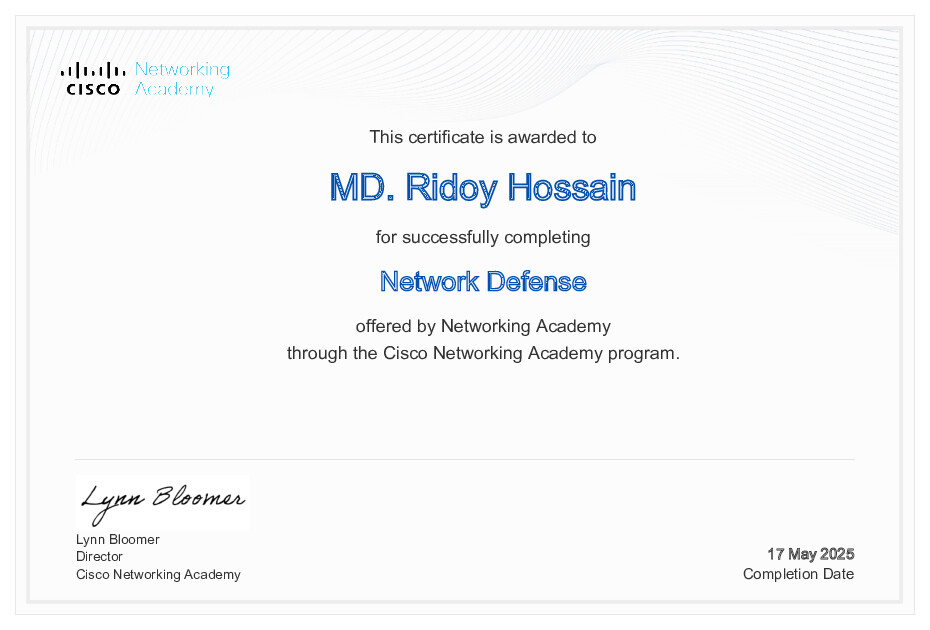 CISCO
Networking
Academy
This certificate is awarded to
MD. Ridoy Hossain
for successfully completing
Network Defense
offered by Networking Academy
through the Cisco Networking Academy program.
Lynn Bloomer
Lynn Bloomer
Director
Cisco Networking Academy
17 May 2025
Completion Date